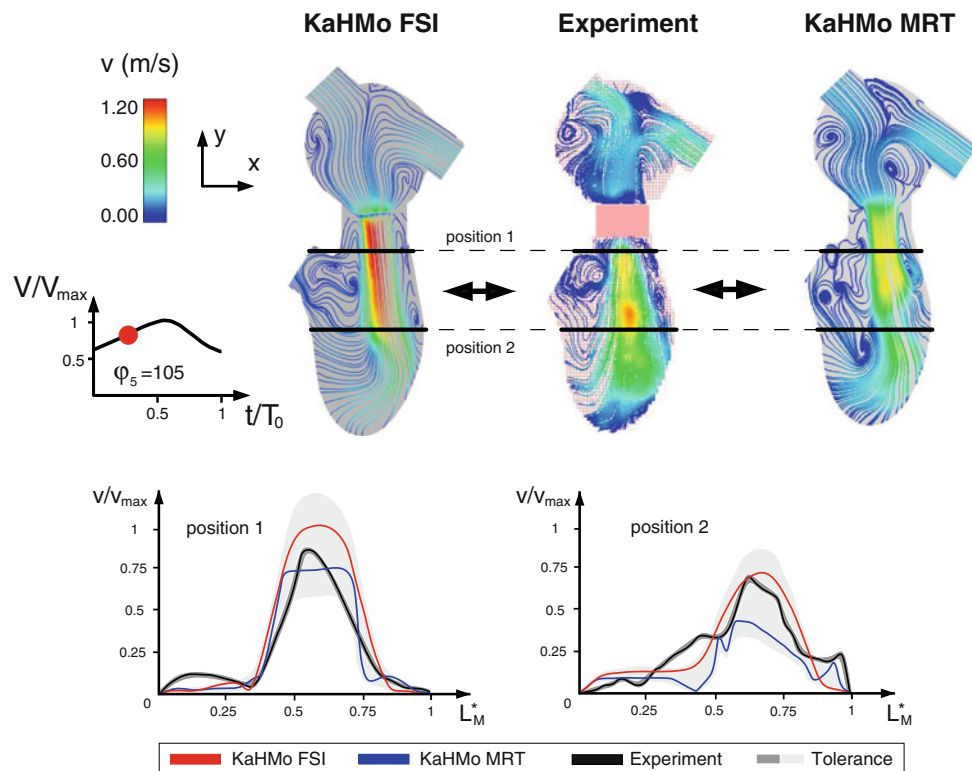 KaHMo FSI
Experiment
KaHMo MRT
v (m/s)
1.20
0.60
0.00
y
x
position 1
position 2
V/Vmax
1
0.5
φ5=105
0.5
1
t/T0
v/vmax
position 1
1
0.75
0.5
0.25
0
0.25
0.5
0.75
1
L*M
v/vmax
position 2
1
0.75
0.5
0.25
0
0.25
0.5
0.75
1
L*M
KaHMo FSI
KaHMo MRT
Experiment
Tolerance